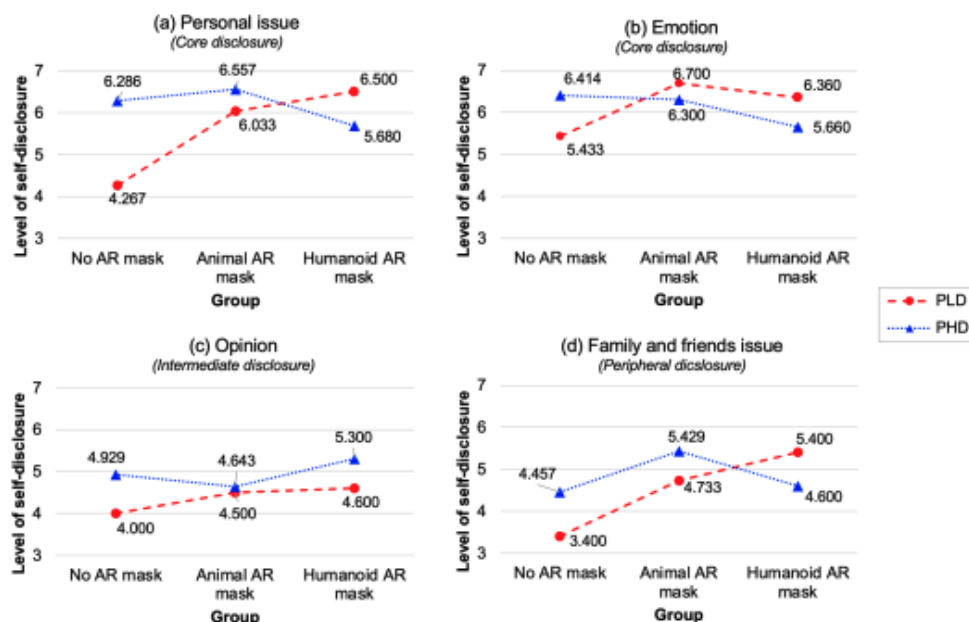 (a) Personal issue
(Core disclosure)
Level of self-disclosure
7
6
5
4
3
6.286
6.557
6.500
6.033
5.680
4.267
No AR mask
Animal AR
mask
Humanoid AR
mask
Group
(b) Emotion
(Core disclosure)
Level of self-disclosure
7
6
5
4
3
6.414
6.700
6.360
6.300
5.660
5.433
No AR mask
Animal AR
mask
Humanoid AR
mask
Group
PLD
PHD
(c) Opinion
(Intermediate disclosure)
Level of self-disclosure
7
6
5
4
3
4.929
4.643
5.300
4.000
4.500
4.600
No AR mask
Animal AR
mask
Humanoid AR
mask
Group
(d) Family and friends issue
(Peripheral dicslosure)
Level of self-disclosure
7
6
5
4
3
4.457
5.429
5.400
4.733
4.600
3.400
No AR mask
Animal AR
mask
Humanoid AR
mask
Group